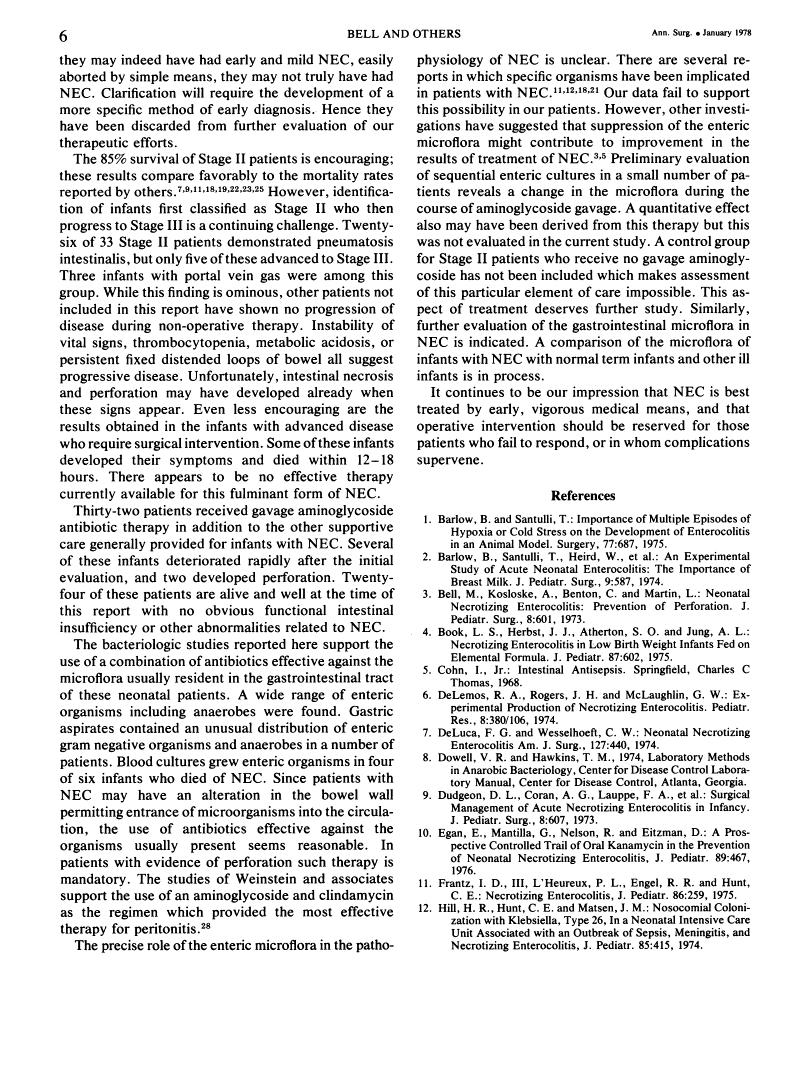 6
BELL AND OTHERS
Ann. Surg. • January 1978
they may indeed have had early and mild NEC, easily
aborted by simple means, they may not truly have had
NEC. Clarification will require the development of a
more specific method of early diagnosis. Hence they
have been discarded from further evaluation of our
therapeutic efforts.
The 85% survival of Stage II patients is encouraging;
these results compare favorably to the mortality rates
reported by others.7,9,11,18,19,22,23,25 However, identifica-
tion of infants first classified as Stage II who then
progress to Stage III is a continuing challenge. Twenty-
six of 33 Stage II patients demonstrated pneumatosis
intestinalis, but only five of these advanced to Stage III.
Three infants with portal vein gas were among this
group. While this finding is ominous, other patients not
included in this report have shown no progression of
disease during non-operative therapy. Instability of
vital signs, thrombocytopenia, metabolic acidosis, or
persistent fixed distended loops of bowel all suggest
progressive disease. Unfortunately, intestinal necrosis
and perforation may have developed already when
these signs appear. Even less encouraging are the
results obtained in the infants with advanced disease
who require surgical intervention. Some of these infants
developed their symptoms and died within 12–18
hours. There appears to be no effective therapy
currently available for this fulminant form of NEC.
Thirty-two patients received gavage aminoglycoside
antibiotic therapy in addition to the other supportive
care generally provided for infants with NEC. Several
of these infants deteriorated rapidly after the initial
evaluation, and two developed perforation. Twenty-
four of these patients are alive and well at the time of
this report with no obvious functional intestinal
insufficiency or other abnormalities related to NEC.
The bacteriologic studies reported here support the
use of a combination of antibiotics effective against the
microflora usually resident in the gastrointestinal tract
of these neonatal patients. A wide range of enteric
organisms including anaerobes were found. Gastric
aspirates contained an unusual distribution of enteric
gram negative organisms and anaerobes in a number of
patients. Blood cultures grew enteric organisms in four
of six infants who died of NEC. Since patients with
NEC may have an alteration in the bowel wall
permitting entrance of microorganisms into the circula-
tion, the use of antibiotics effective against the
organisms usually present seems reasonable. In
patients with evidence of perforation such therapy is
mandatory. The studies of Weinstein and associates
support the use of an aminoglycoside and clindamycin
as the regimen which provided the most effective
therapy for peritonitis.28
The precise role of the enteric microflora in the patho-
physiology of NEC is unclear. There are several re-
ports in which specific organisms have been implicated
in patients with NEC.11,12,18,21 Our data fail to support
this possibility in our patients. However, other investi-
gations have suggested that suppression of the enteric
microflora might contribute to improvement in the
results of treatment of NEC.3,5 Preliminary evaluation
of sequential enteric cultures in a small number of pa-
tients reveals a change in the microflora during the
course of aminoglycoside gavage. A quantitative effect
also may have been derived from this therapy but this
was not evaluated in the current study. A control group
for Stage II patients who receive no gavage aminogly-
coside has not been included which makes assessment
of this particular element of care impossible. This as-
pect of treatment deserves further study. Similarly,
further evaluation of the gastrointestinal microflora in
NEC is indicated. A comparison of the microflora of
infants with NEC with normal term infants and other ill
infants is in process.
It continues to be our impression that NEC is best
treated by early, vigorous medical means, and that
operative intervention should be reserved for those
patients who fail to respond, or in whom complications
supervene.
References
1. Barlow, B. and Santulli, T.: Importance of Multiple Episodes of
Hypoxia or Cold Stress on the Development of Enterocolitis
in an Animal Model. Surgery, 77:687, 1975.
2. Barlow, B., Santulli, T., Heird, W., et al.: An Experimental
Study of Acute Neonatal Enterocolitis: The Importance of
Breast Milk. J. Pediatr. Surg., 9:587, 1974.
3. Bell, M., Kosloske, A., Benton, C. and Martin, L.: Neonatal
Necrotizing Enterocolitis: Prevention of Perforation. J.
Pediatr. Surg., 8:601, 1973.
4. Book, L. S., Herbst, J. J., Atherton, S. O. and Jung, A. L.:
Necrotizing Enterocolitis in Low Birth Weight Infants Fed on
Elemental Formula. J. Pediatr. 87:602, 1975.
5. Cohn, I., Jr.: Intestinal Antisepsis. Springfield, Charles C
Thomas, 1968.
6. DeLemos, R. A., Rogers, J. H. and McLaughlin, G. W.: Ex-
perimental Production of Necrotizing Enterocolitis. Pediatr.
Res., 8:380/106, 1974.
7. DeLuca, F. G. and Wesselhoeft, C. W.: Neonatal Necrotizing
Enterocolitis Am. J. Surg., 127:440, 1974.
8. Dowell, V. R. and Hawkins, T. M., 1974, Laboratory Methods
in Anarobic Bacteriology, Center for Disease Control Labora-
tory Manual, Center for Disease Control, Atlanta, Georgia.
9. Dudgeon, D. L., Coran, A. G., Lauppe, F. A., et al.: Surgical
Management of Acute Necrotizing Enterocolitis in Infancy.
J. Pediatr. Surg., 8:607, 1973.
10. Egan, E., Mantilla, G., Nelson, R. and Eitzman, D.: A Pros-
pective Controlled Trail of Oral Kanamycin in the Prevention
of Neonatal Necrotizing Enterocolitis, J. Pediatr. 89:467,
1976.
11. Frantz, I. D., III, L'Heureux, P. L., Engel, R. R. and Hunt,
C. E.: Necrotizing Enterocolitis, J. Pediatr. 86:259, 1975.
12. Hill, H. R., Hunt, C. E. and Matsen, J. M.: Nosocomial Coloni-
zation with Klebsiella, Type 26, In a Neonatal Intensive Care
Unit Associated with an Outbreak of Sepsis, Meningitis, and
Necrotizing Enterocolitis, J. Pediatr. 85:415, 1974.